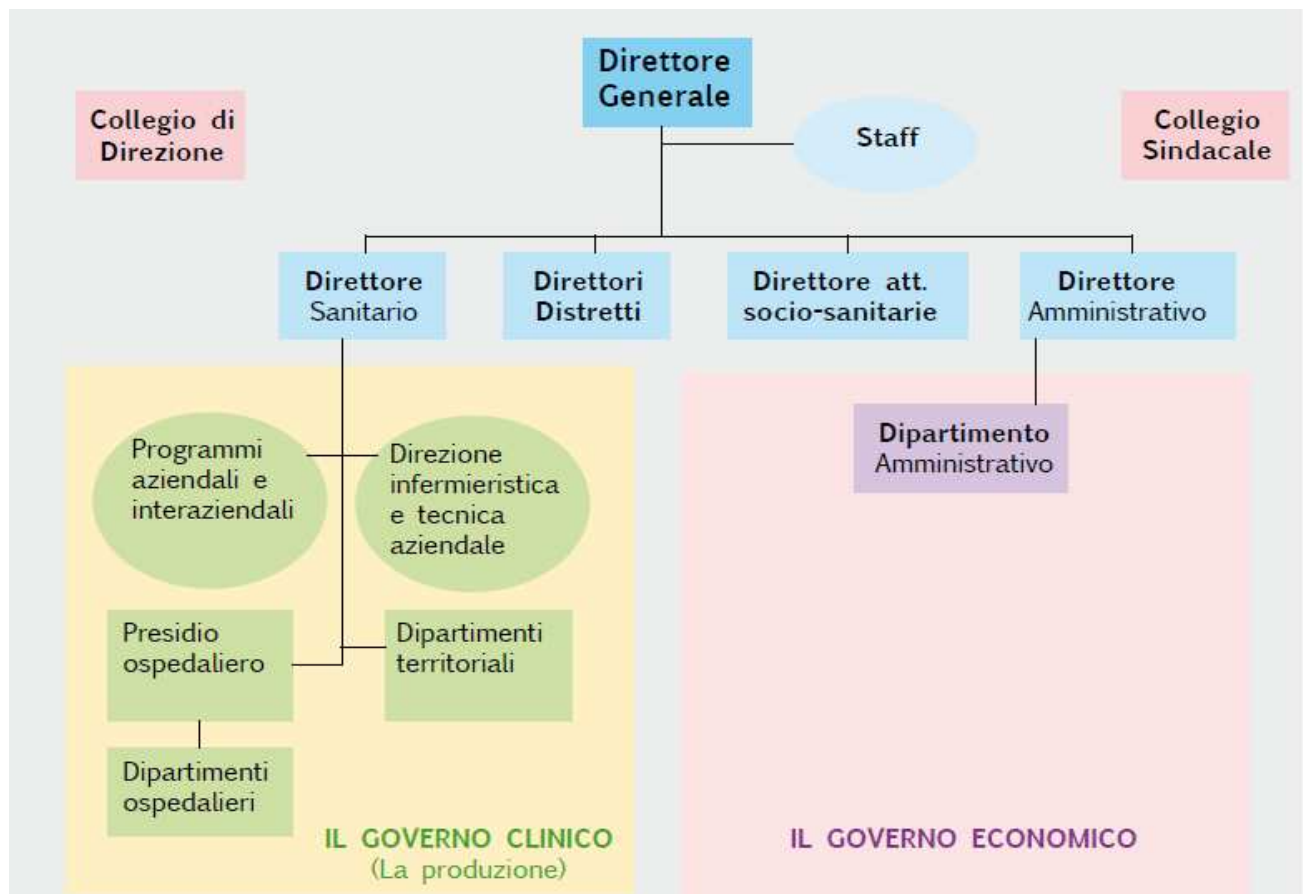 Direttore
Generale
Collegio di
Direzione
Staff
Collegio
Sindacale
Direttore
Sanitario
Direttori
Distretti
Direttore att.
socio-sanitarie
Direttore
Amministrativo
Programmi
aziendali e
interaziendali
Direzione
infermieristica
e tecnica
aziendale
Dipartimento
Amministrativo
Presidio
ospedaliero
Dipartimenti
territoriali
Dipartimenti
ospedalieri
IL GOVERNO CLINICO
(La produzione)
IL GOVERNO ECONOMICO